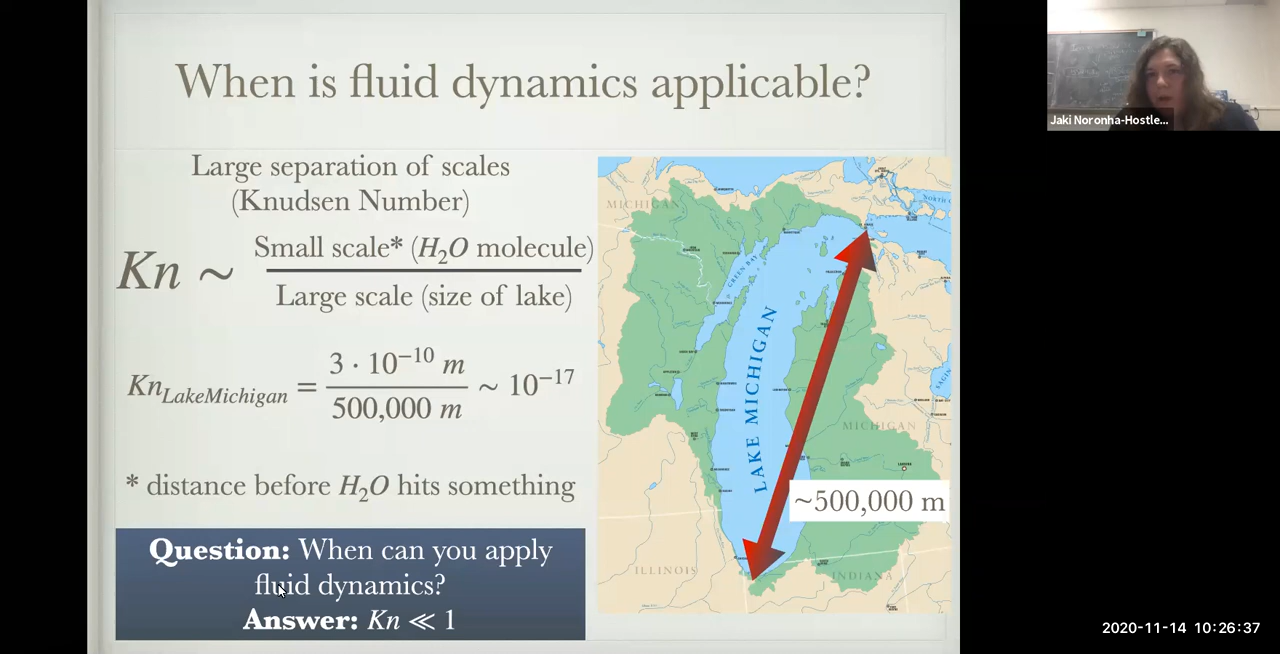 When is fluid dynamics applicable?
Large separation of scales
(Knudsen Number)
Kn ~ Small scale* (H₂O molecule)
Large scale (size of lake)
Kn_LakeMichigan = 3 · 10⁻¹⁰ m / 500,000 m ~ 10⁻¹⁷
* distance before H₂O hits something
Question: When can you apply
fluid dynamics?
Answer: Kn ≪ 1
MICHIGAN
GREEN BAY
LAKE MICHIGAN
MICHIGAN
~500,000 m
ILLINOIS
INDIANA
Jaki Noronha-Hostle...
2020-11-14 10:26:37